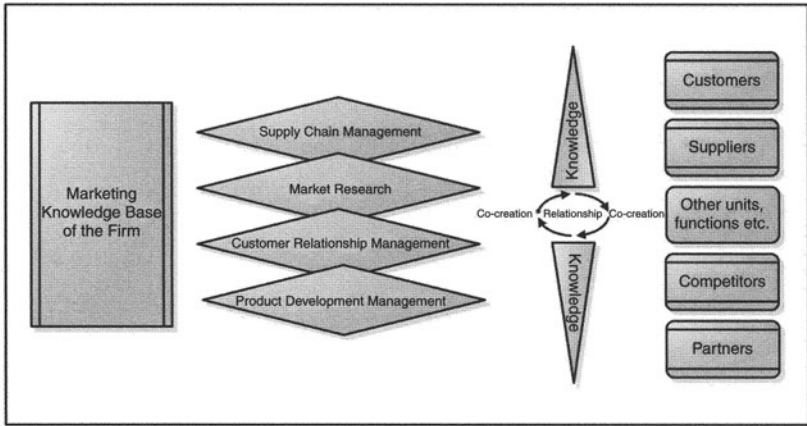 Marketing
Knowledge Base
of the Firm
Supply Chain Management
Market Research
Customer Relationship Management
Product Development Management
Knowledge
Co-creation
Relationship
Co-creation
Knowledge
Customers
Suppliers
Other units,
functions etc.
Competitors
Partners